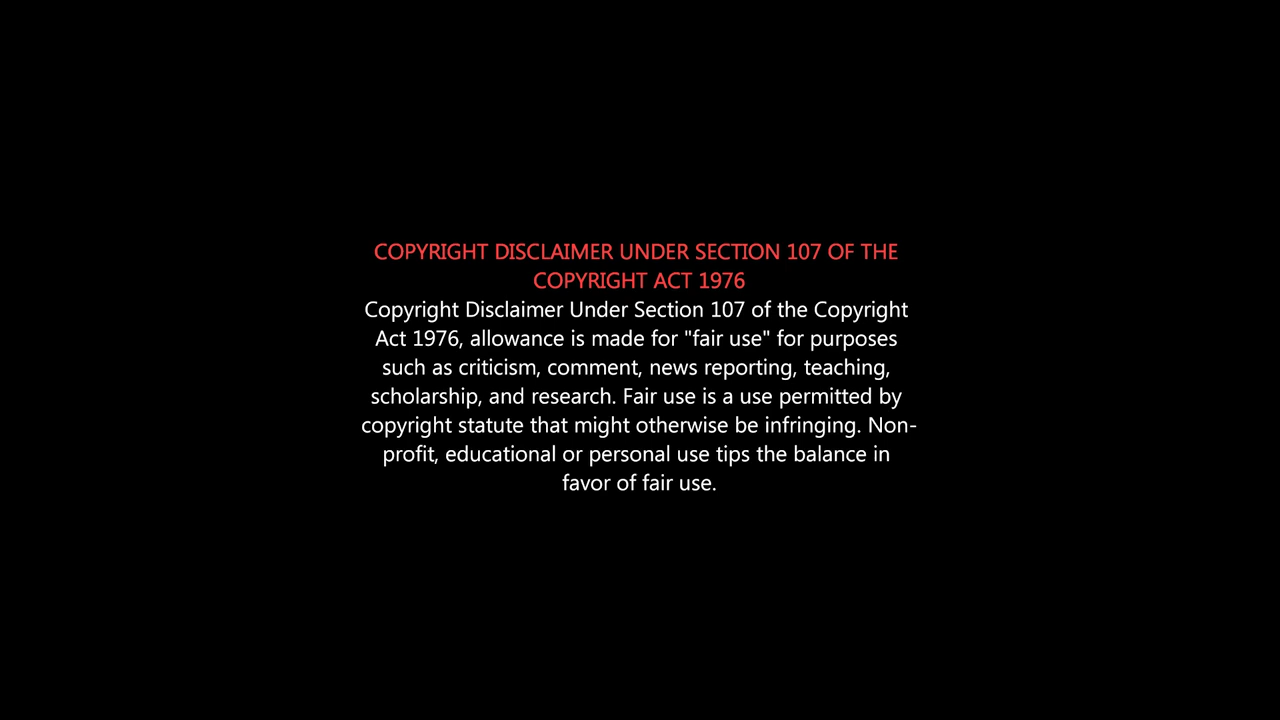 COPYRIGHT DISCLAIMER UNDER SECTION 107 OF THE
COPYRIGHT ACT 1976
Copyright Disclaimer Under Section 107 of the Copyright
Act 1976, allowance is made for "fair use" for purposes
such as criticism, comment, news reporting, teaching,
scholarship, and research. Fair use is a use permitted by
copyright statute that might otherwise be infringing. Non-
profit, educational or personal use tips the balance in
favor of fair use.